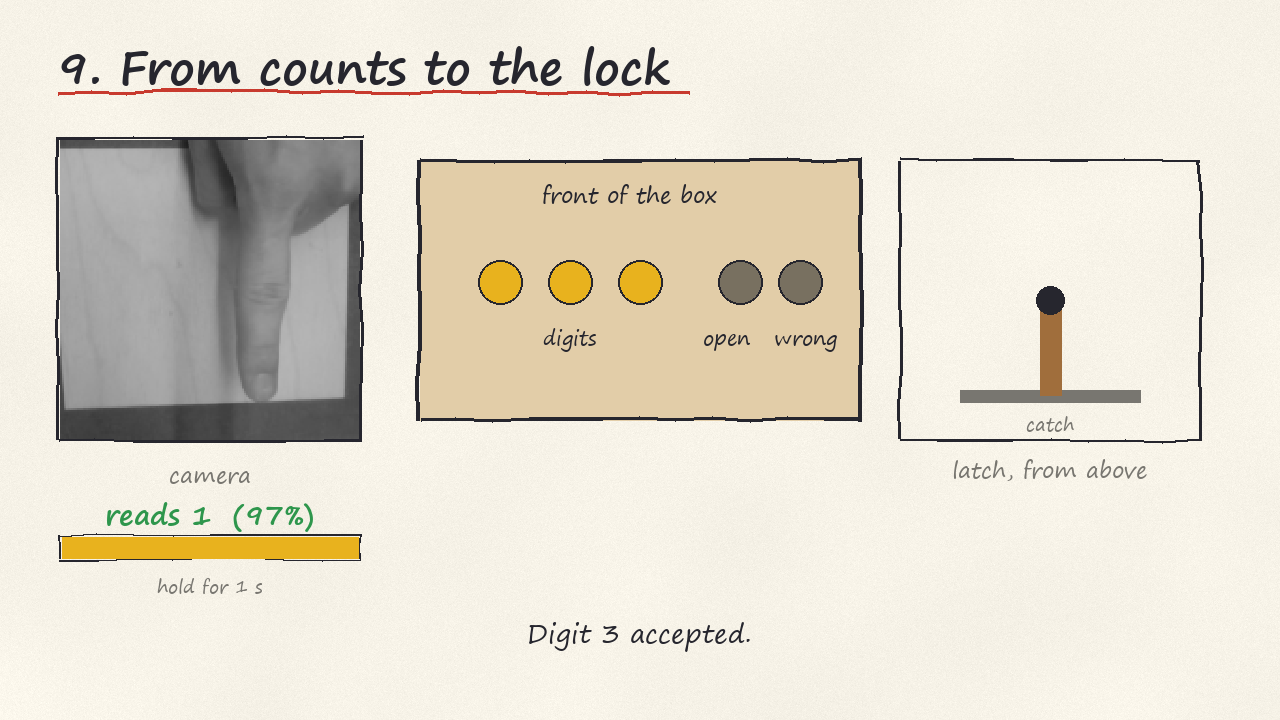 9. From counts to the lock
front of the box
digits
open
wrong
catch
camera
latch, from above
reads 1 (97%)
hold for 1 s
Digit 3 accepted.